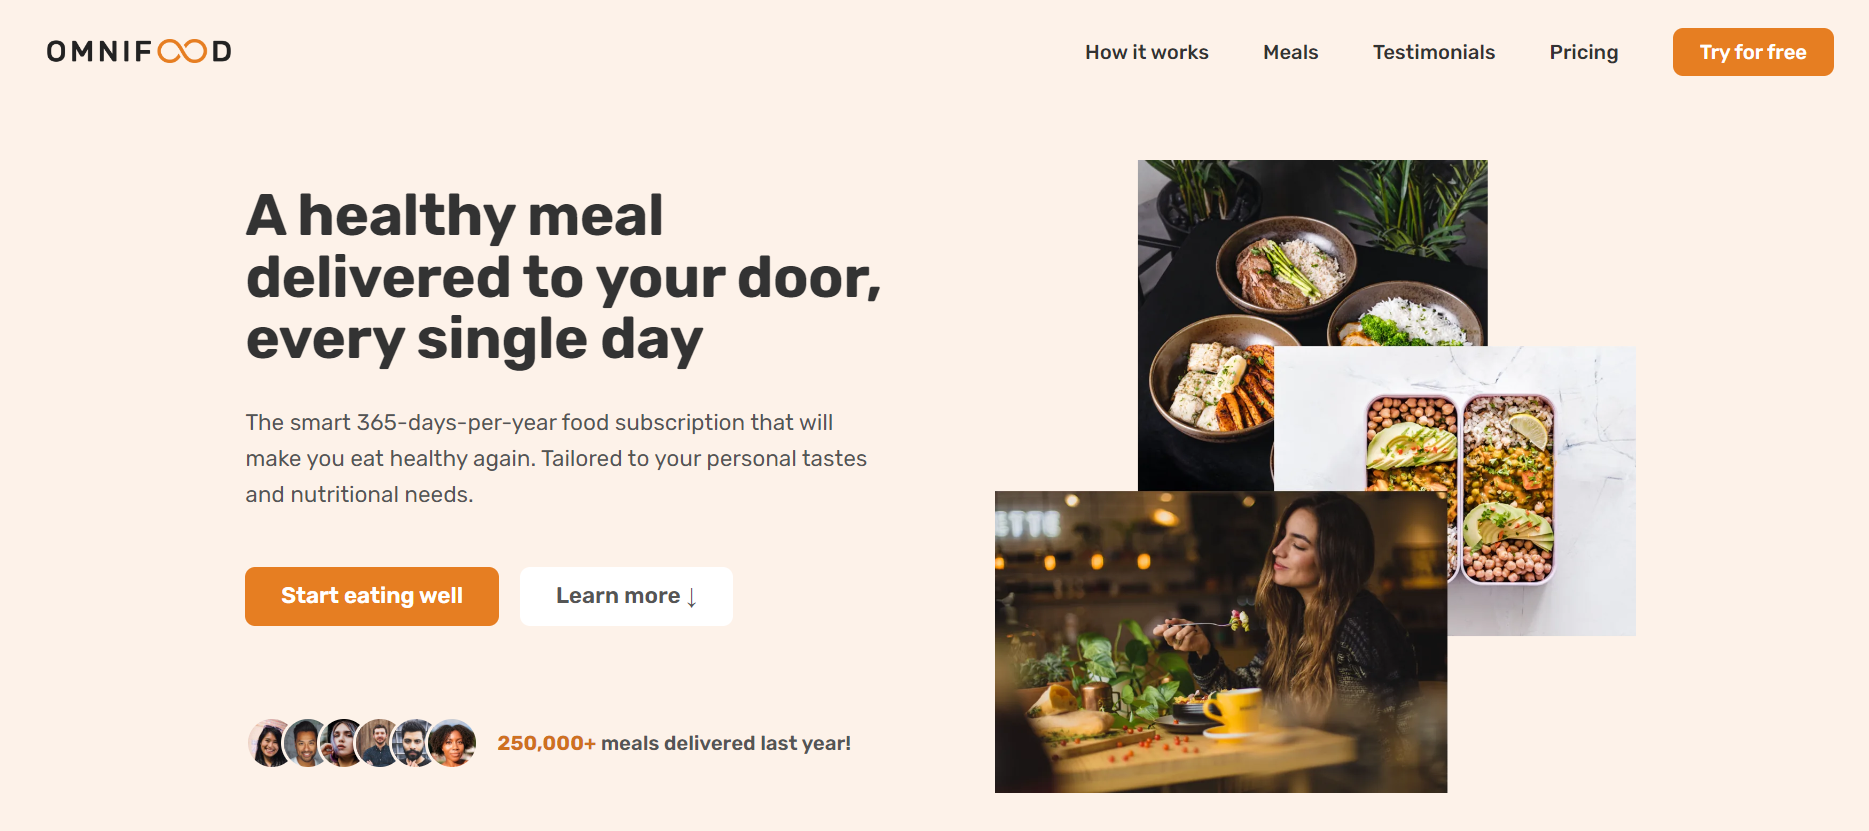 OMNIFOOD
How it works
Meals
Testimonials
Pricing
Try for free
A healthy meal
delivered to your door,
every single day
The smart 365-days-per-year food subscription that will
make you eat healthy again. Tailored to your personal tastes
and nutritional needs.
Start eating well
Learn more ↓
250,000+ meals delivered last year!
ETTE